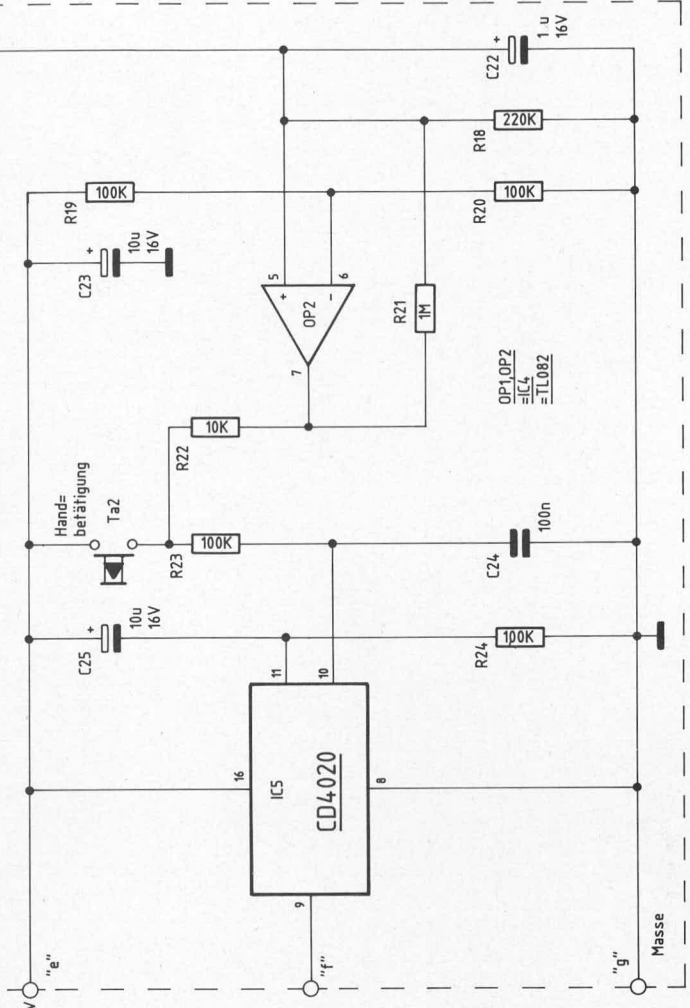 C22
+
1 u
16V
R18
220K
R19
100K
R20
100K
C23
+
10u
16V
5
6
+
−
OP2
7
R21
1M
OP1,OP2
=IC4
=TL082
R22
10K
Hand=
betätigung
Ta2
R23
100K
C24
100n
C25
+
10u
16V
R24
100K
11
10
16
IC5
CD4020
8
9
"e"
"f"
"g"
Masse